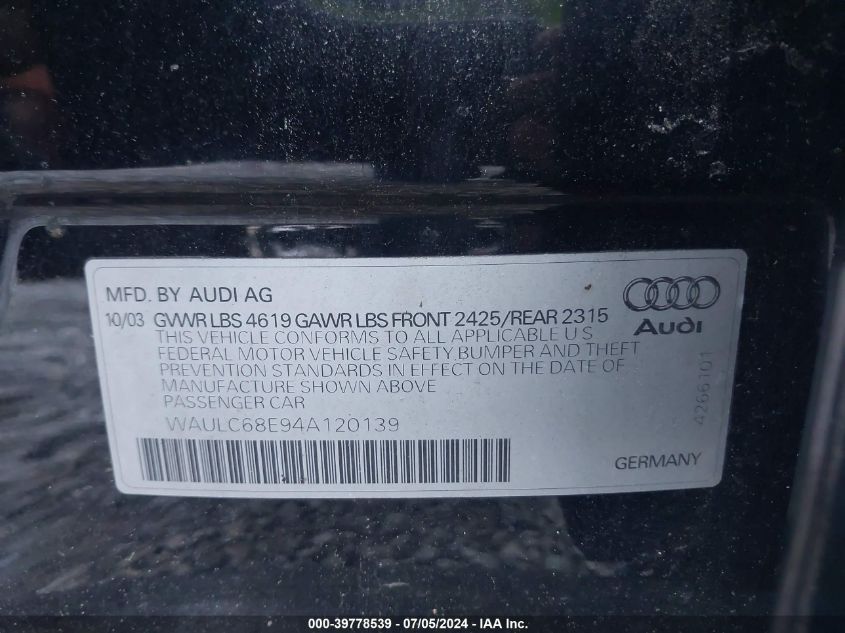 MFD. BY AUDI AG
10/03 GVWR LBS 4619 GAWR LBS FRONT 2425/REAR 2315
THIS VEHICLE CONFORMS TO ALL APPLICABLE U S
FEDERAL MOTOR VEHICLE SAFETY BUMPER AND THEFT
PREVENTION STANDARDS IN EFFECT ON THE DATE OF
MANUFACTURE SHOWN ABOVE
PASSENGER CAR
WAULC68E94A120139
Audi
4266101
GERMANY
000-39778539 - 07/05/2024 - IAA Inc.